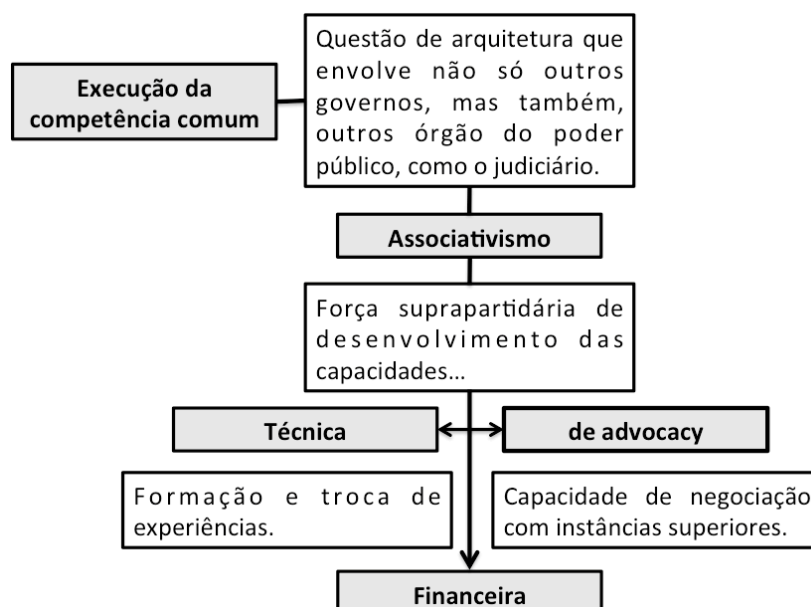 Execução da
competência comum
Questão de arquitetura que
envolve não só outros
governos, mas também,
outros órgão do poder
público, como o judiciário.
Associativismo
Força suprapartidária de
desenvolvimento das
capacidades...
Técnica
de advocacy
Formação e troca de
experiências.
Capacidade de negociação
com instâncias superiores.
Financeira